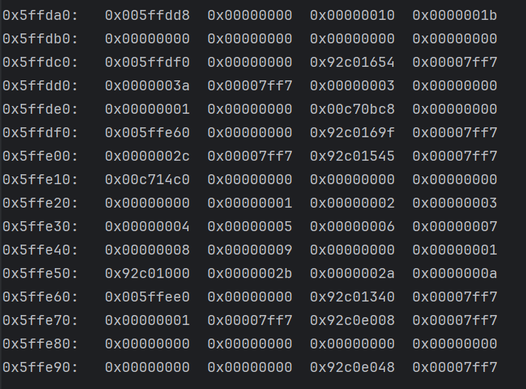 0x5ffda0: 0x005ffdd8 0x00000000 0x00000010 0x0000001b
0x5ffdb0: 0x00000000 0x00000000 0x00000000 0x00000000
0x5ffdc0: 0x005ffdf0 0x00000000 0x92c01654 0x00007ff7
0x5ffdd0: 0x0000003a 0x00007ff7 0x00000003 0x00000000
0x5ffde0: 0x00000001 0x00000000 0x00c70bc8 0x00000000
0x5ffdf0: 0x005ffe60 0x00000000 0x92c0169f 0x00007ff7
0x5ffe00: 0x0000002c 0x00007ff7 0x92c01545 0x00007ff7
0x5ffe10: 0x00c714c0 0x00000000 0x00000000 0x00000000
0x5ffe20: 0x00000000 0x00000001 0x00000002 0x00000003
0x5ffe30: 0x00000004 0x00000005 0x00000006 0x00000007
0x5ffe40: 0x00000008 0x00000009 0x00000000 0x00000001
0x5ffe50: 0x92c01000 0x0000002b 0x0000002a 0x0000000a
0x5ffe60: 0x005ffee0 0x00000000 0x92c01340 0x00007ff7
0x5ffe70: 0x00000001 0x00007ff7 0x92c0e008 0x00007ff7
0x5ffe80: 0x00000000 0x00000000 0x00000000 0x00000000
0x5ffe90: 0x00000000 0x00000000 0x92c0e048 0x00007ff7